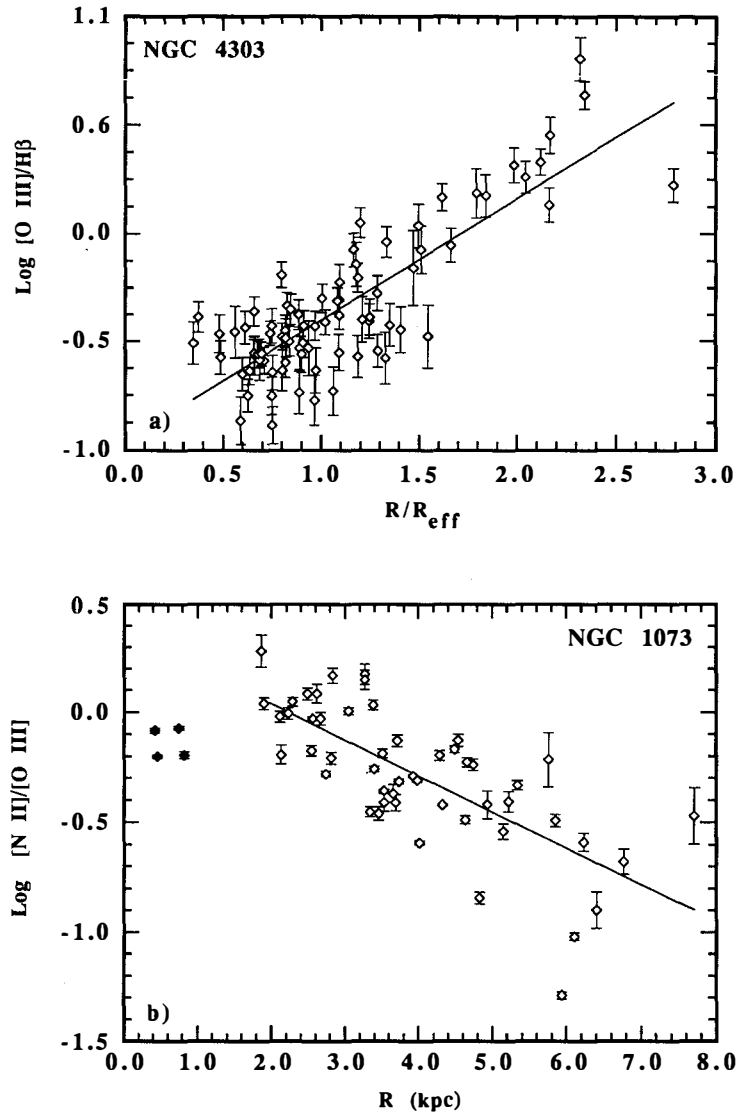 1.1
NGC 4303
0.6
0.0
-0.5
-1.0
Log [O III]/Hβ
a)
0.0 0.5 1.0 1.5 2.0 2.5 3.0
R/Reff
0.5
NGC 1073
0.0
-0.5
-1.0
-1.5
Log [N II]/[O III]
b)
0.0 1.0 2.0 3.0 4.0 5.0 6.0 7.0 8.0
R (kpc)